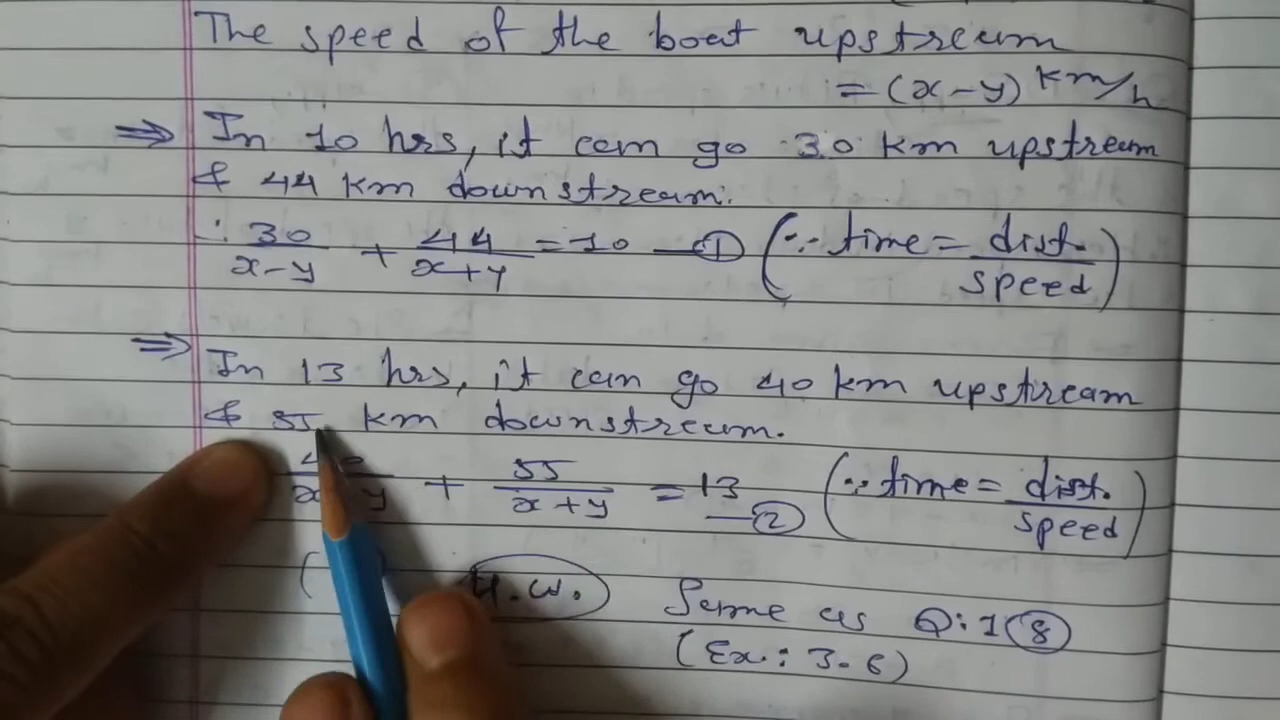 The speed of the boat upstream
= (x-y) km/h
⇒ In 10 hrs, it can go 30 km upstream
& 44 km downstream.
∴ 30/(x-y) + 44/(x+y) = 10 —① (∵ time = dist./speed)
⇒ In 13 hrs, it can go 40 km upstream
& 55 km downstream.
+ 55/(x+y) = 13 —② (∵ time = dist./speed)
H.W. Same as Q:1 ⑧
(Ex: 3.6)